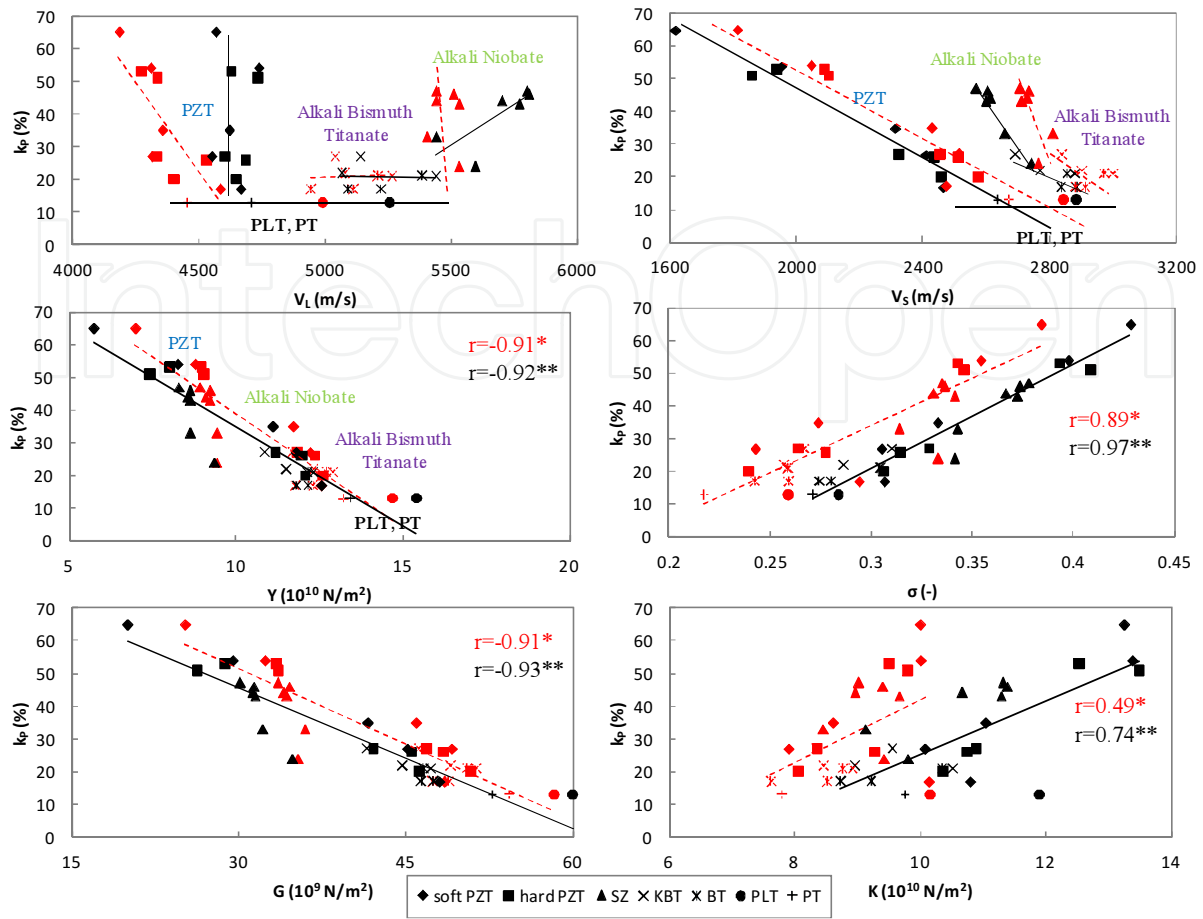 70
60
50
40
30
20
10
0
kP (%)
4000
4500
5000
5500
6000
VL (m/s)
PZT
Alkali Niobate
Alkali Bismuth
Titanate
PLT, PT
70
60
50
40
30
20
10
0
kP (%)
1600
2000
2400
2800
3200
VS (m/s)
PZT
Alkali Niobate
Alkali Bismuth
Titanate
PLT, PT
IntechOpen
70
60
50
40
30
20
10
0
kP (%)
5
10
15
20
Y (10^10 N/m^2)
PZT
r=-0.91*
r=-0.92**
Alkali Niobate
Alkali Bismuth
Titanate
PLT, PT
70
60
50
40
30
20
10
0
kP (%)
0.2
0.25
0.3
0.35
0.4
0.45
σ (-)
r=0.89*
r=0.97**
70
60
50
40
30
20
10
0
kP (%)
15
30
45
60
G (10^9 N/m^2)
r=-0.91*
r=-0.93**
70
60
50
40
30
20
10
0
kP (%)
6
8
10
12
14
K (10^10 N/m^2)
r=0.49*
r=0.74**
soft PZT hard PZT SZ KBT BT PLT PT